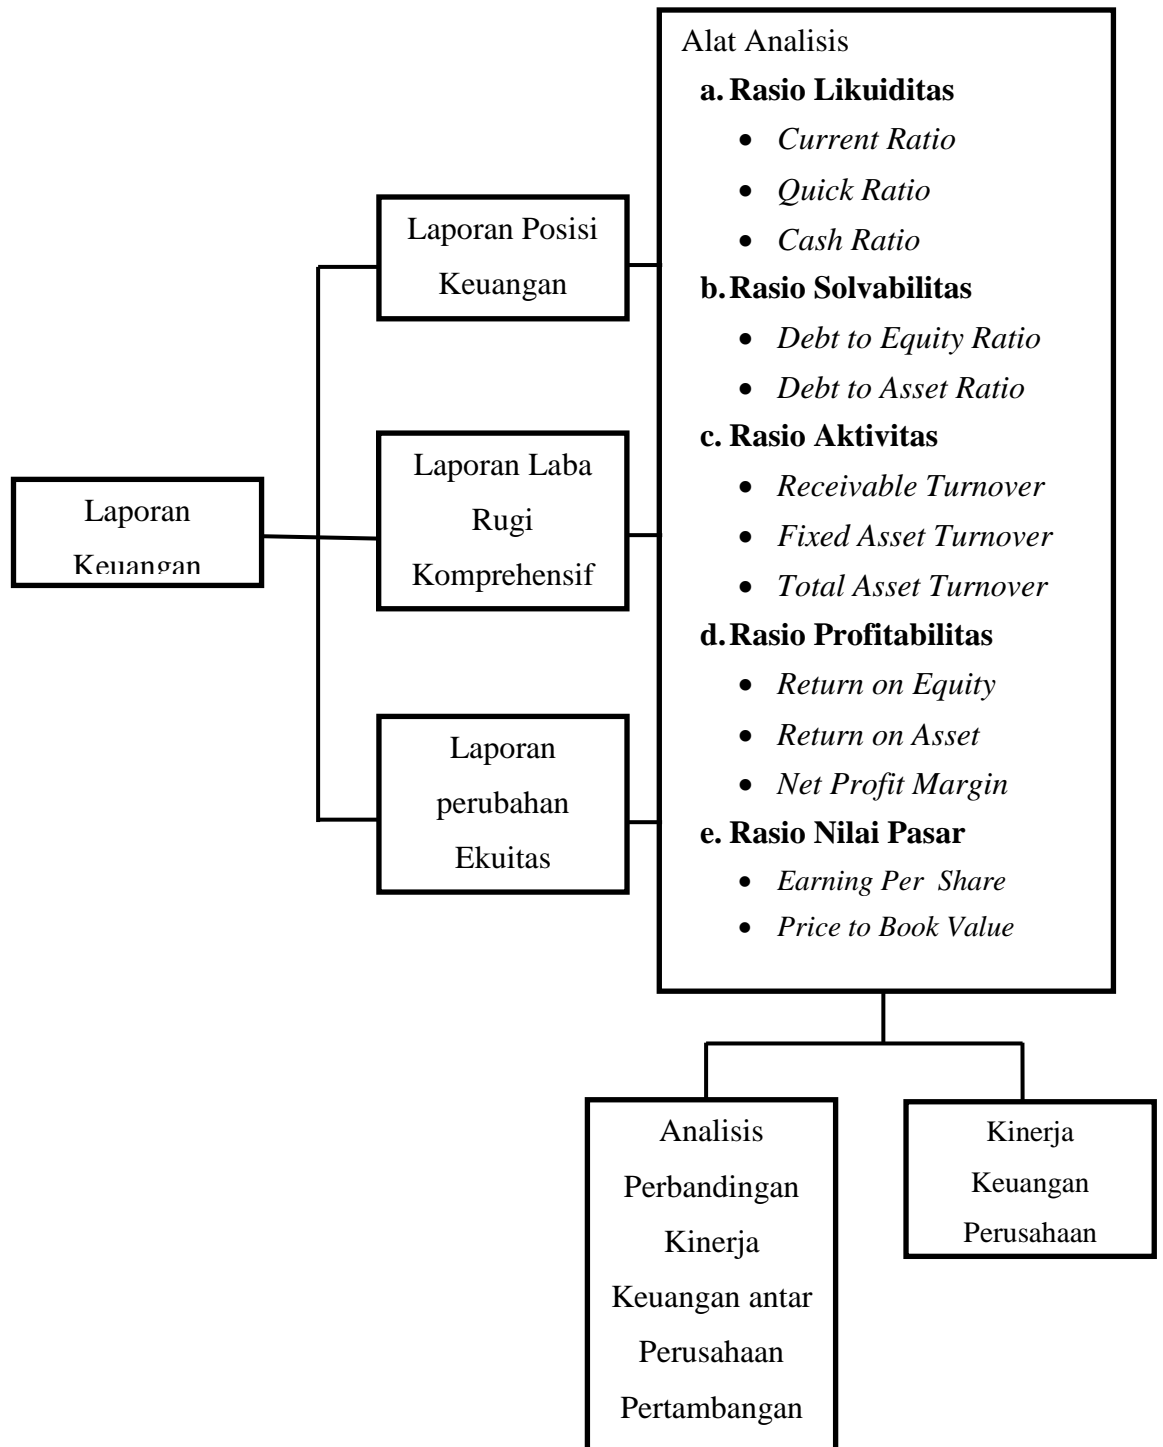 Laporan
Keuangan
Laporan Posisi
Keuangan
Laporan Laba
Rugi
Komprehensif
Laporan
perubahan
Ekuitas
Alat Analisis
a. Rasio Likuiditas
• Current Ratio
• Quick Ratio
• Cash Ratio
b. Rasio Solvabilitas
• Debt to Equity Ratio
• Debt to Asset Ratio
c. Rasio Aktivitas
• Receivable Turnover
• Fixed Asset Turnover
• Total Asset Turnover
d. Rasio Profitabilitas
• Return on Equity
• Return on Asset
• Net Profit Margin
e. Rasio Nilai Pasar
• Earning Per Share
• Price to Book Value
Analisis
Perbandingan
Kinerja
Keuangan antar
Perusahaan
Pertambangan
Kinerja
Keuangan
Perusahaan